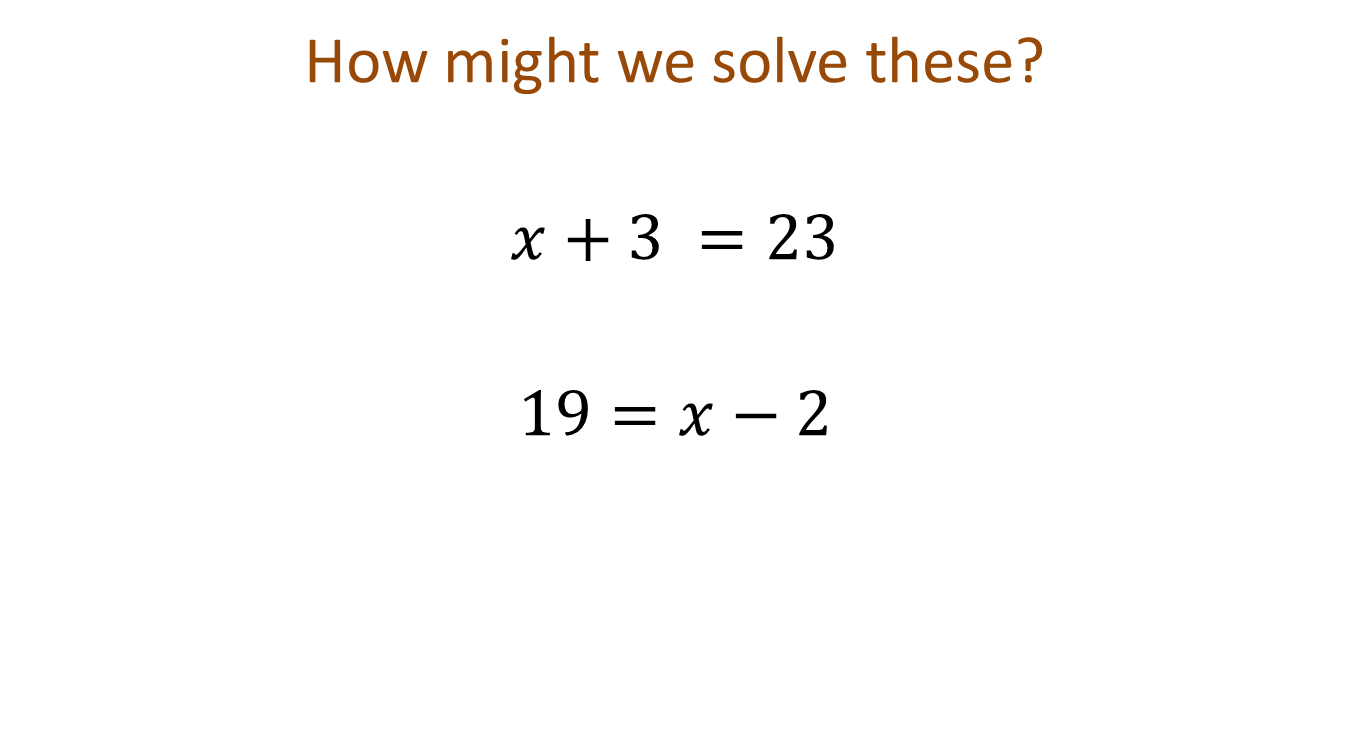 How might we solve these?
𝑥 + 3 = 23
19 = 𝑥 − 2